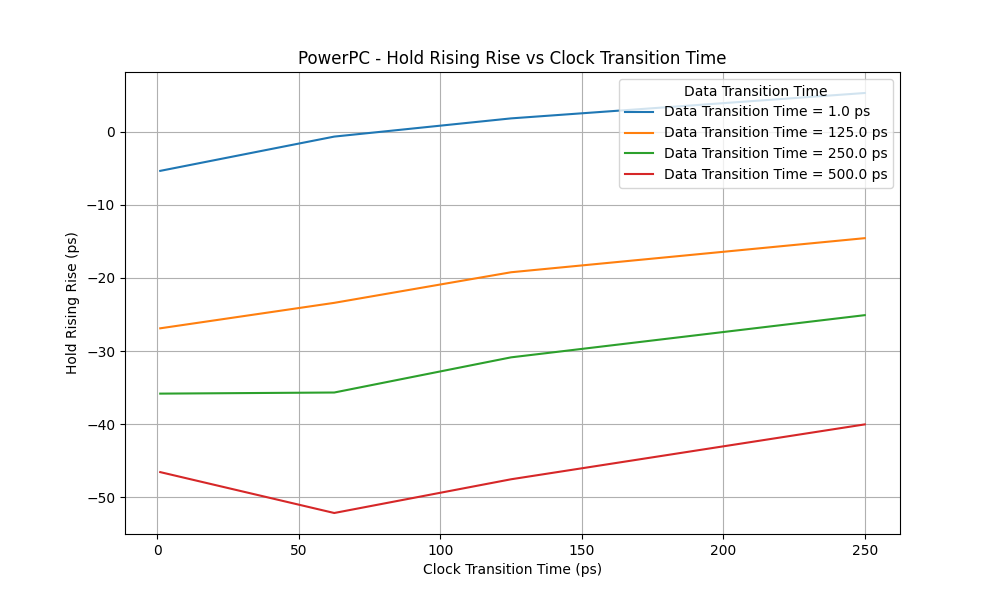 PowerPC - Hold Rising Rise vs Clock Transition Time
Data Transition Time
Data Transition Time = 1.0 ps
Data Transition Time = 125.0 ps
Data Transition Time = 250.0 ps
Data Transition Time = 500.0 ps
Hold Rising Rise (ps)
0
−10
−20
−30
−40
−50
0
50
100
150
200
250
Clock Transition Time (ps)